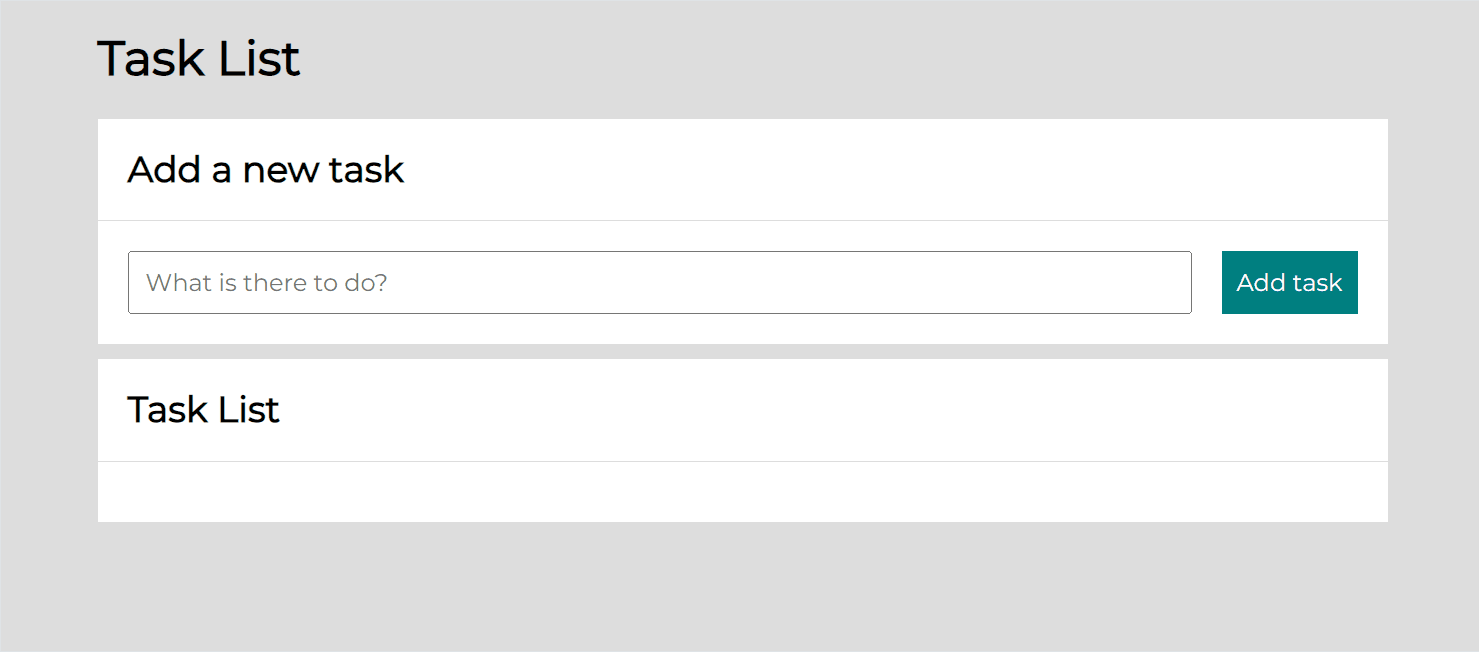 Task List
Add a new task
What is there to do?
Add task
Task List